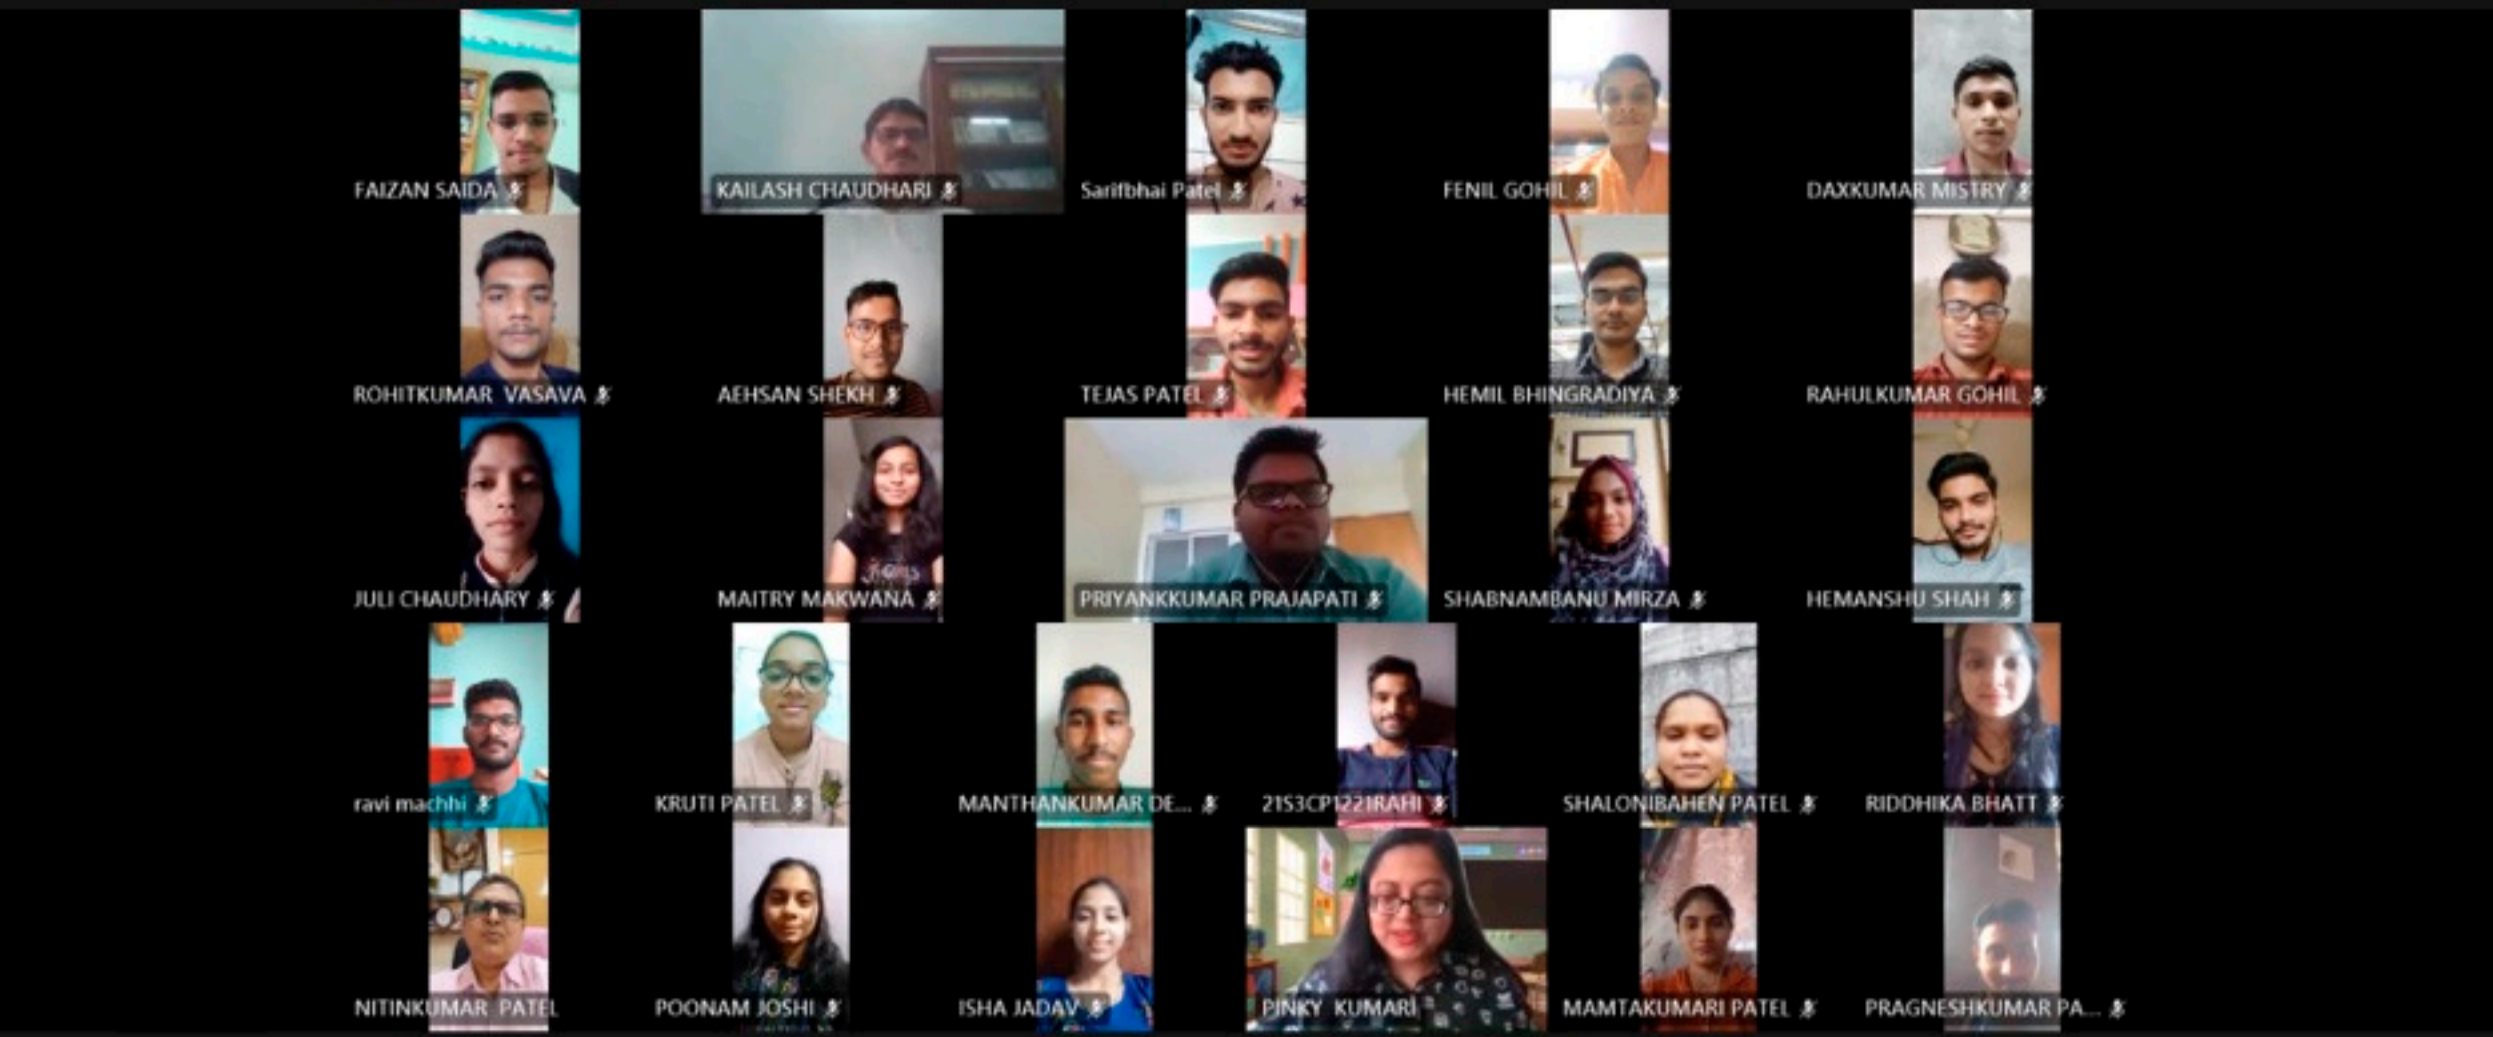 FAIZAN SAIDA
KAILASH CHAUDHARI
Sarifbhai Patel
FENIL GOHIL
DAXKUMAR MISTRY
ROHITKUMAR VASAVA
AEHSAN SHEKH
TEJAS PATEL
HEMIL BHINGRADIYA
RAHULKUMAR GOHIL
JULI CHAUDHARY
MAITRY MAKWANA
PRIYANKKUMAR PRAJAPATI
SHABNAMBANU MIRZA
HEMANSHU SHAH
ravi machhi
KRUTI PATEL
MANTHANKUMAR DE...
21S3CP1221RAHI
SHALONIBAHEN PATEL
RIDDHIKA BHATT
NITINKUMAR PATEL
POONAM JOSHI
ISHA JADAV
PINKY KUMARI
MAMTAKUMARI PATEL
PRAGNESHKUMAR PA...